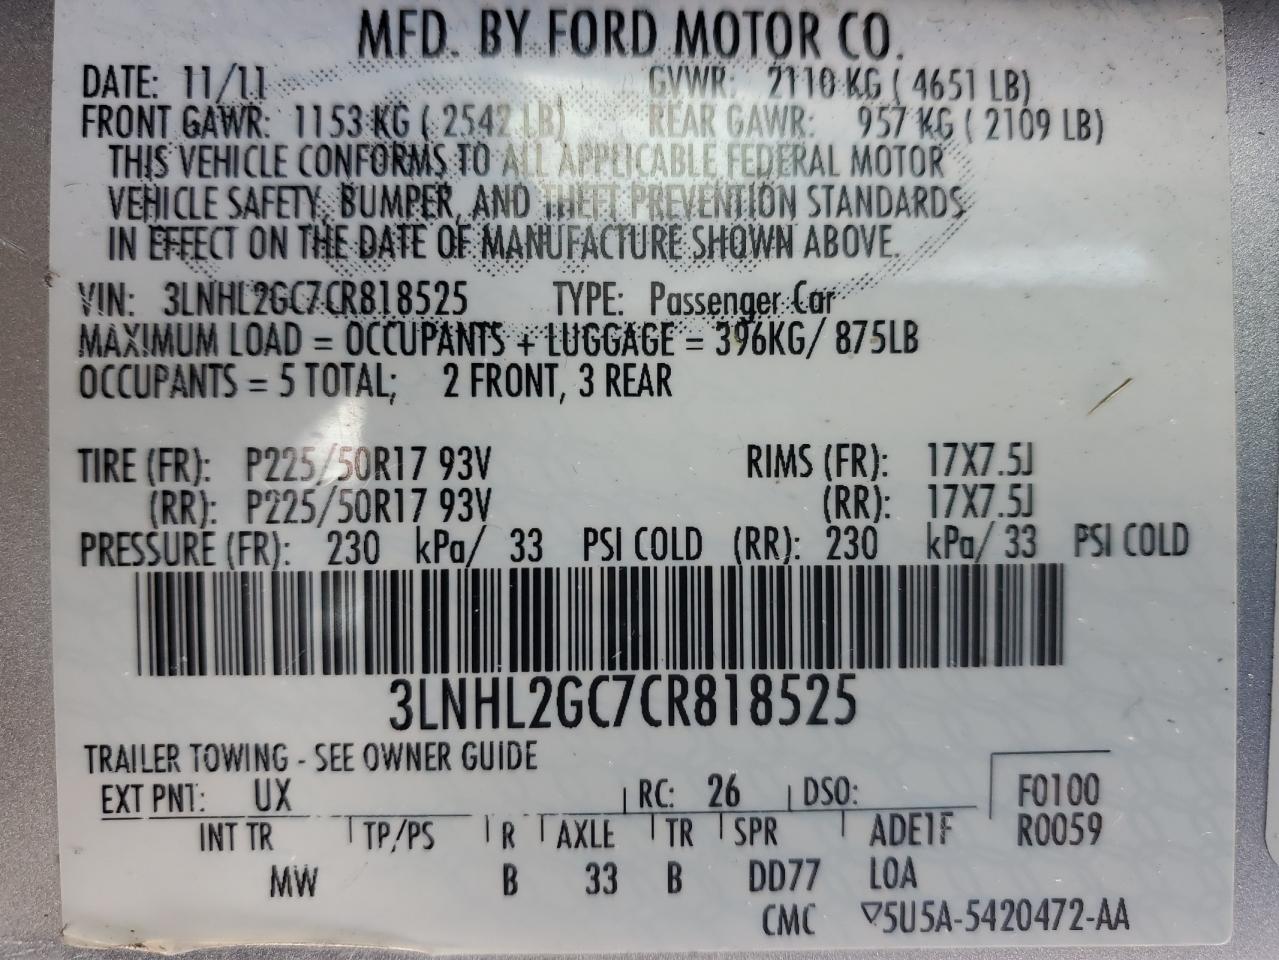 MFD. BY FORD MOTOR CO.
DATE: 11/11 GVWR: 2110 KG ( 4651 LB)
FRONT GAWR: 1153 KG ( 2542 LB) REAR GAWR: 957 KG ( 2109 LB)
THIS VEHICLE CONFORMS TO ALL APPLICABLE FEDERAL MOTOR
VEHICLE SAFETY, BUMPER, AND THEFT PREVENTION STANDARDS
IN EFFECT ON THE DATE OF MANUFACTURE SHOWN ABOVE.
VIN: 3LNHL2GC7CR818525 TYPE: Passenger Car
MAXIMUM LOAD = OCCUPANTS + LUGGAGE = 396KG/ 875LB
OCCUPANTS = 5 TOTAL; 2 FRONT, 3 REAR
TIRE (FR): P225/50R17 93V RIMS (FR): 17X7.5J
(RR): P225/50R17 93V (RR): 17X7.5J
PRESSURE (FR): 230 kPa/ 33 PSI COLD (RR): 230 kPa/ 33 PSI COLD
3LNHL2GC7CR818525
TRAILER TOWING - SEE OWNER GUIDE
EXT PNT: UX RC: 26 DSO: F0100
INT TR TP/PS R AXLE TR SPR ADE1F R0059
MW B 33 B DD77 LOA
CMC ▽5U5A-5420472-AA